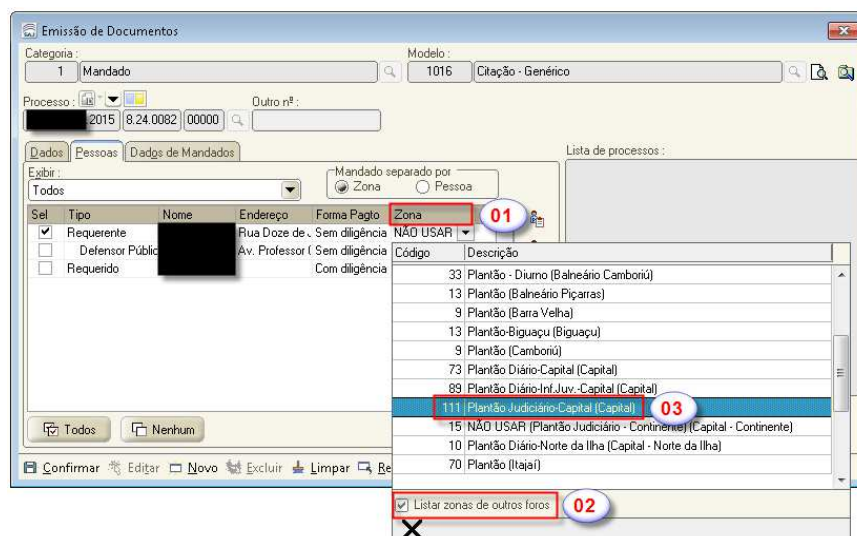 Emissão de Documentos
Categoria :
Modelo :
1 Mandado
1016 Citação - Genérico
Processo :
Outro nº :
.2015 8.24.0082 00000
Dados Pessoas Dados de Mandados
Lista de processos :
Exibir :
Todos
Mandado separado por
Zona Pessoa
Sel Tipo Nome Endereço Forma Pagto Zona
01
Requerente Rua Doze de Sem diligência NÃO USAR
Defensor Públic Av. Professor ( Sem diligência
Requerido Com diligência
Código Descrição
33 Plantão - Diurno (Balneário Camboriú)
13 Plantão (Balneário Piçarras)
9 Plantão (Barra Velha)
13 Plantão-Biguaçu (Biguaçu)
9 Plantão (Camboriú)
73 Plantão Diário-Capital (Capital)
89 Plantão Diário-Inf.Juv.-Capital (Capital)
111 Plantão Judiciário-Capital (Capital)
03
15 NÃO USAR (Plantão Judiciário - Continente) (Capital - Continente)
10 Plantão Diário-Norte da Ilha (Capital - Norte da Ilha)
70 Plantão (Itajaí)
Todos Nenhum
Confirmar Editar Novo Excluir Limpar Re
Listar zonas de outros foros
02